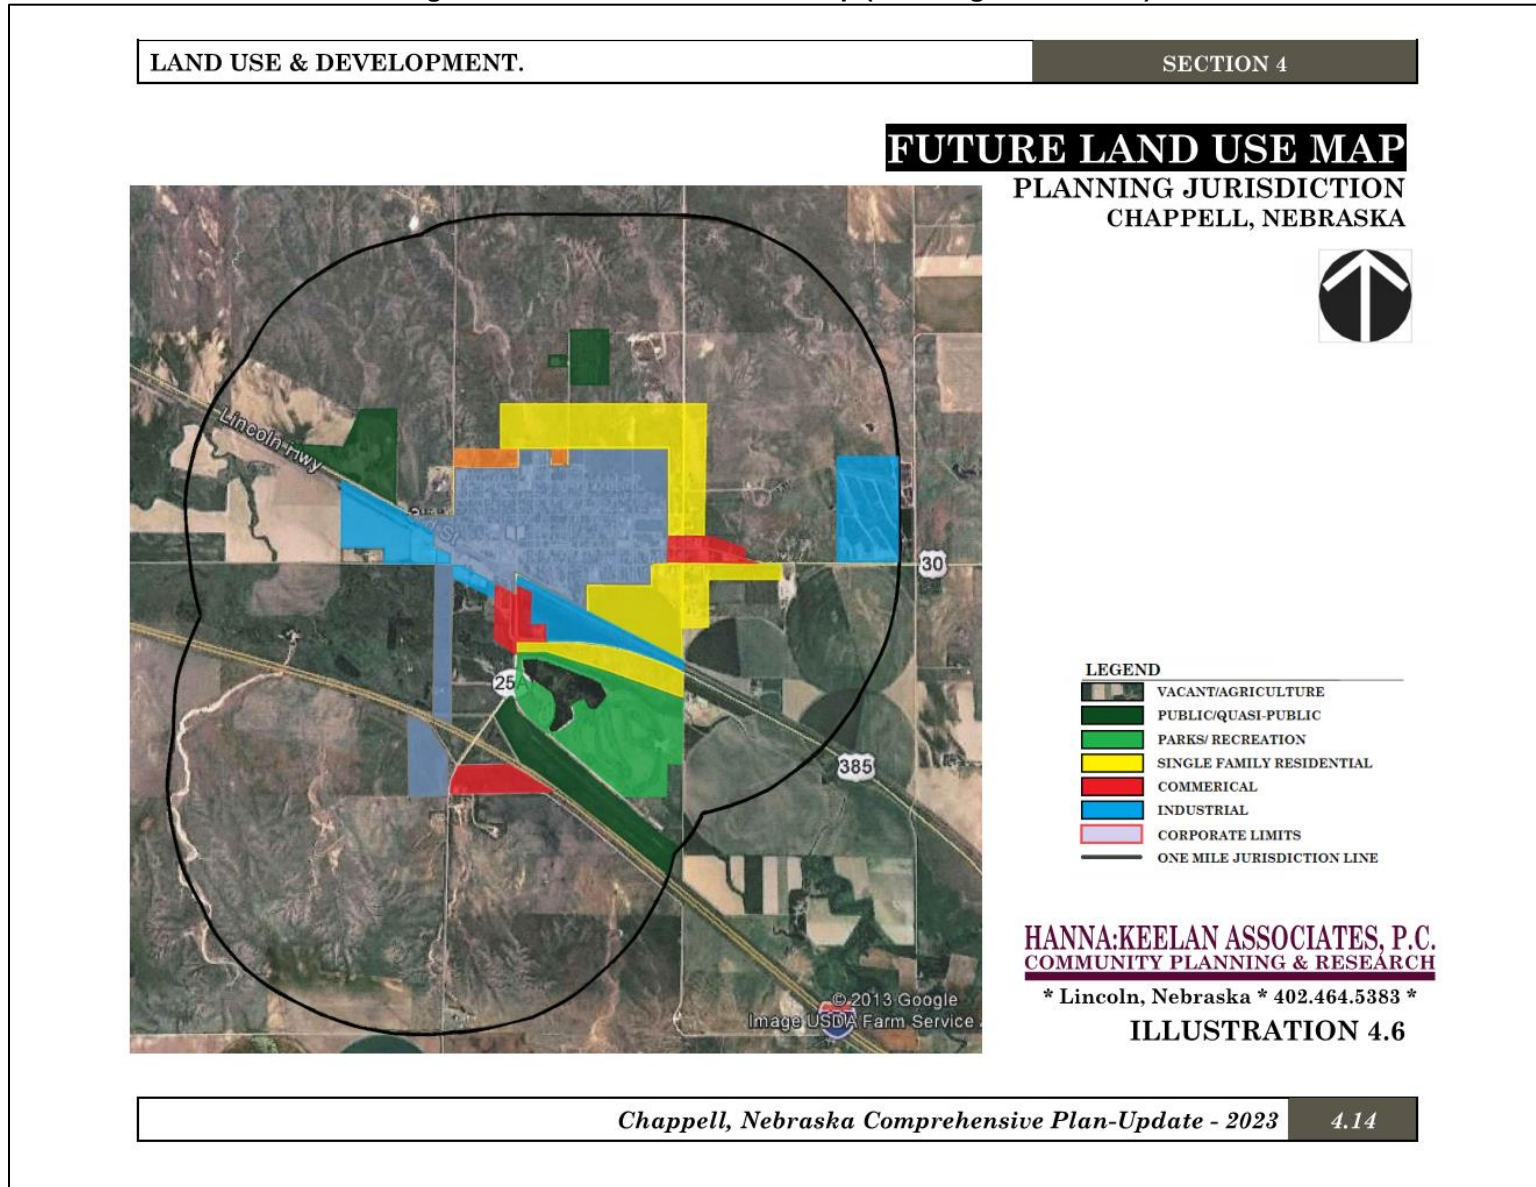 LAND USE & DEVELOPMENT.
SECTION 4
FUTURE LAND USE MAP
PLANNING JURISDICTION
CHAPPELL, NEBRASKA
Lincoln Hwy
St
30
25A
385
LEGEND
VACANT/AGRICULTURE
PUBLIC/QUASI-PUBLIC
PARKS/ RECREATION
SINGLE FAMILY RESIDENTIAL
COMMERICAL
INDUSTRIAL
CORPORATE LIMITS
ONE MILE JURISDICTION LINE
© 2013 Google
Image USDA Farm Service
HANNA:KEELAN ASSOCIATES, P.C.
COMMUNITY PLANNING & RESEARCH
* Lincoln, Nebraska * 402.464.5383 *
ILLUSTRATION 4.6
Chappell, Nebraska Comprehensive Plan-Update - 2023
4.14